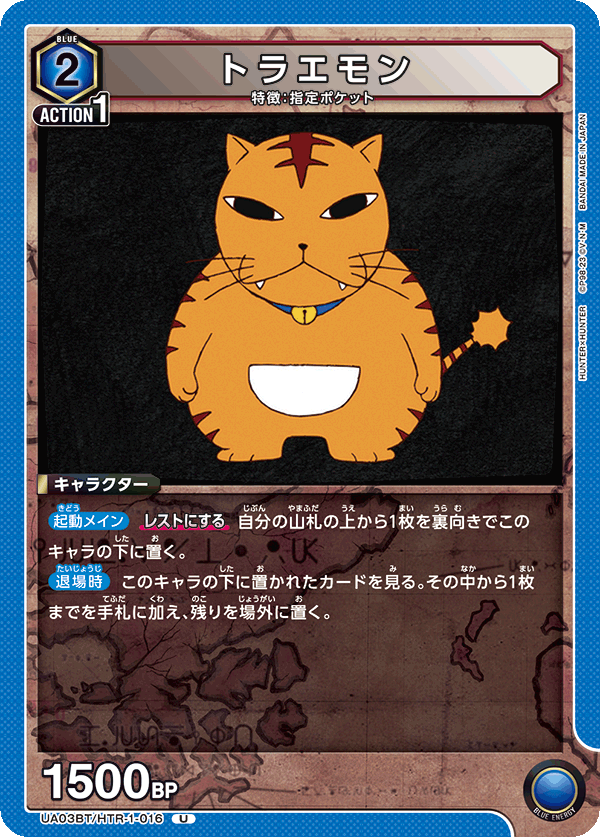 BLUE
2
ACTION 1
トラエモン
特徴:指定ポケット
HUNTER×HUNTER ©P98-23 ©V・N・M BANDAI MADE IN JAPAN
キャラクター
起動メイン レストにする 自分の山札の上から1枚を裏向きでこの
キャラの下に置く。
退場時 このキャラの下に置かれたカードを見る。その中から1枚
までを手札に加え、残りを場外に置く。
1500BP
UA03BT/HTR-1-016 U
BLUE ENERGY